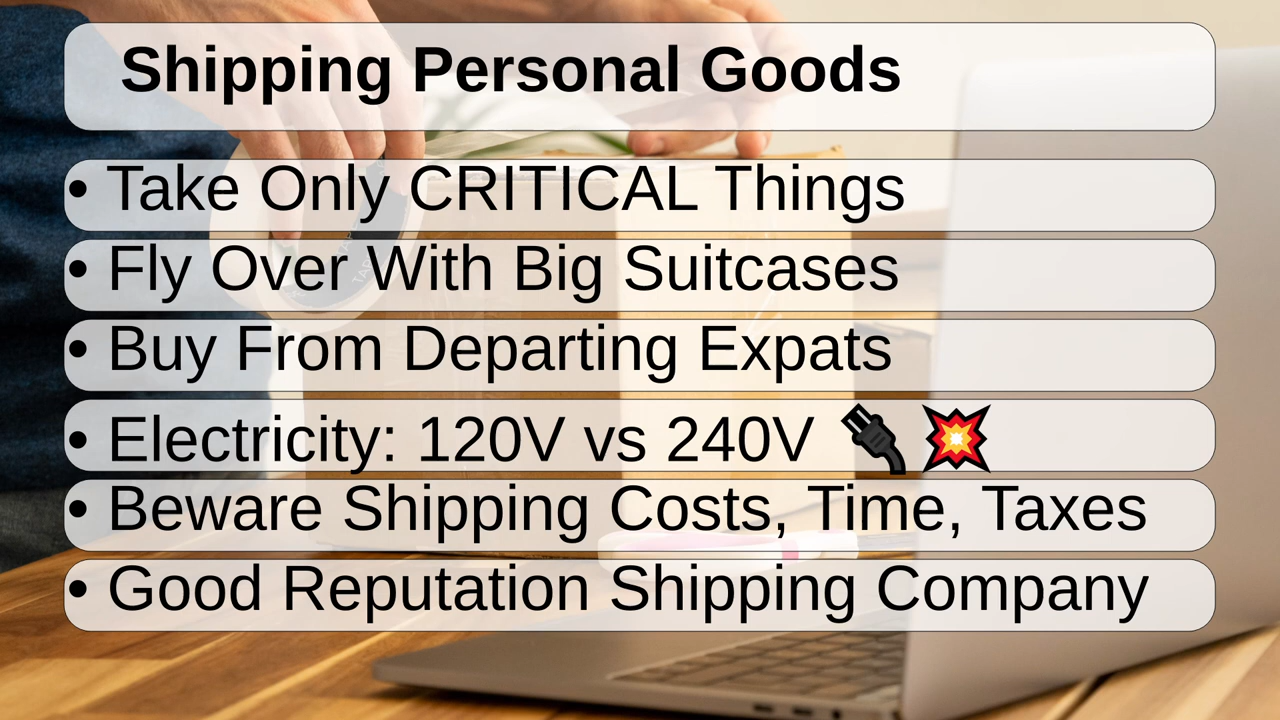 Shipping Personal Goods
• Take Only CRITICAL Things
• Fly Over With Big Suitcases
• Buy From Departing Expats
• Electricity: 120V vs 240V 🔌💥
• Beware Shipping Costs, Time, Taxes
• Good Reputation Shipping Company